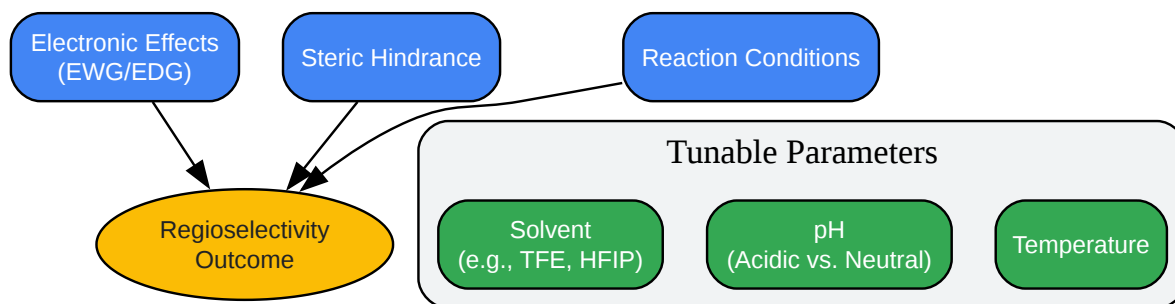 Electronic Effects
(EWG/EDG)
Steric Hindrance
Reaction Conditions
Tunable Parameters
Regioselectivity
Outcome
Solvent
(e.g., TFE, HFIP)
pH
(Acidic vs. Neutral)
Temperature